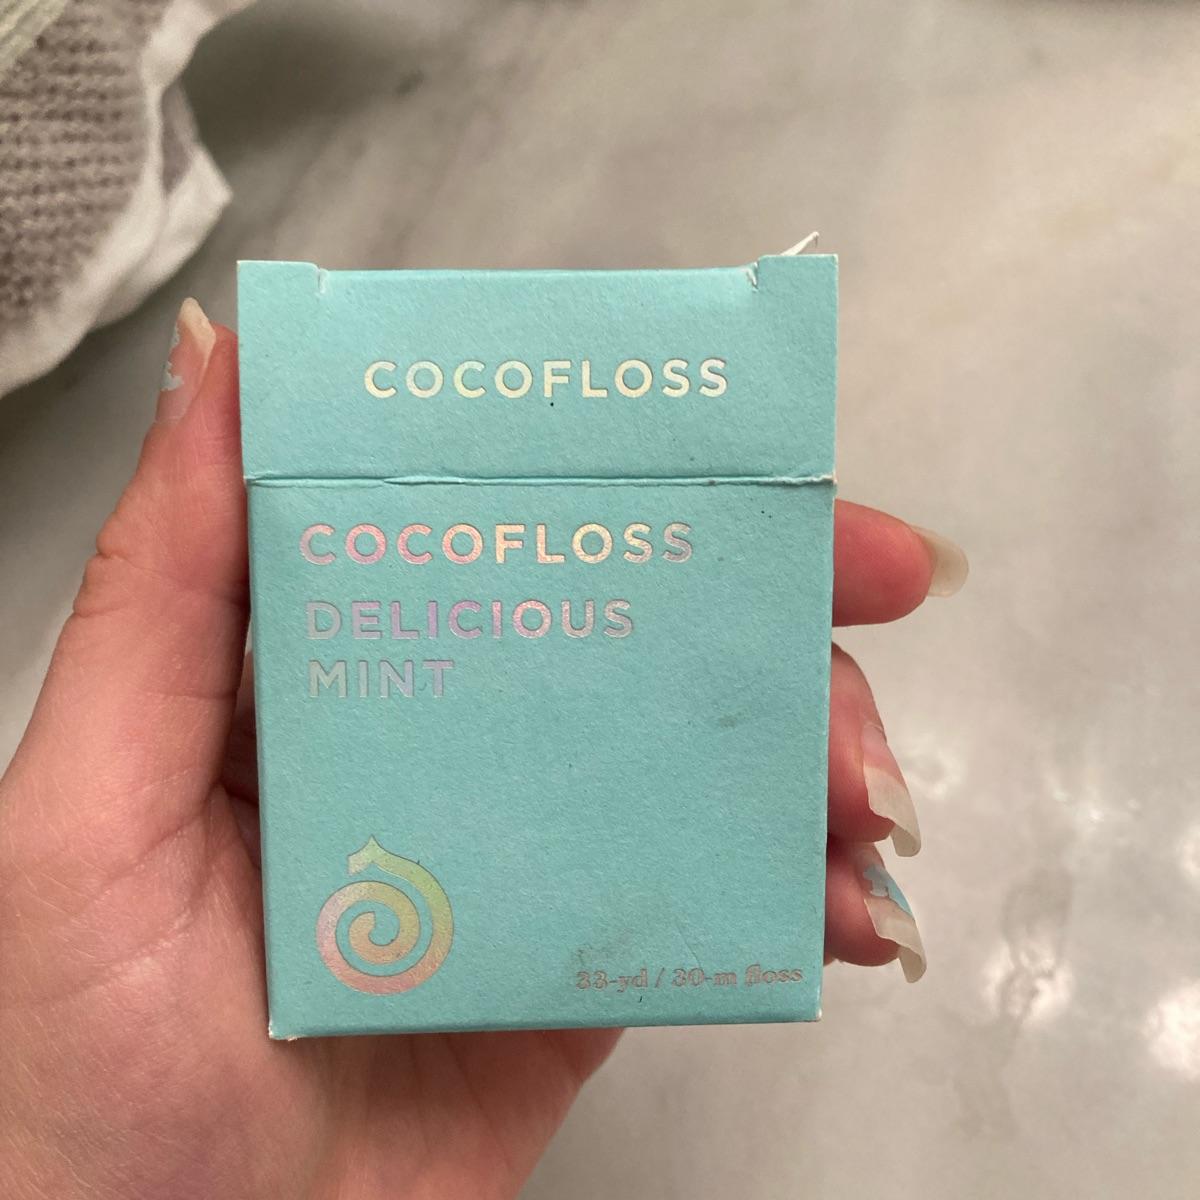 COCOFLOSS
COCOFLOSS
DELICIOUS
MINT
33-yd / 30-m floss